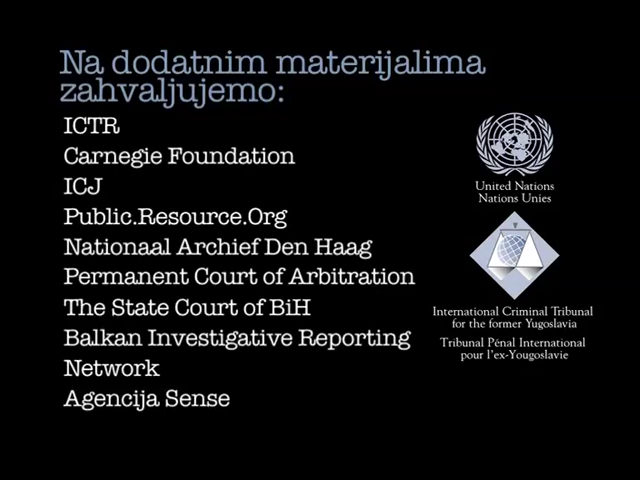 Na dodatnim materijalima
zahvaljujemo:
ICTR
Carnegie Foundation
ICJ
Public.Resource.Org
Nationaal Archief Den Haag
Permanent Court of Arbitration
The State Court of BiH
Balkan Investigative Reporting
Network
Agencija Sense
United Nations
Nations Unies
International Criminal Tribunal
for the former Yugoslavia
Tribunal Pénal International
pour l'ex-Yougoslavie